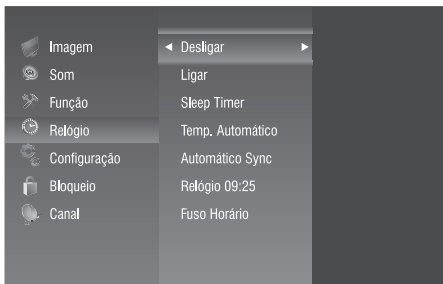 Imagem
Som
Função
Relógio
Configuração
Bloqueio
Canal
Desligar
Ligar
Sleep Timer
Temp. Automático
Automático Sync
Relógio 09:25
Fuso Horário